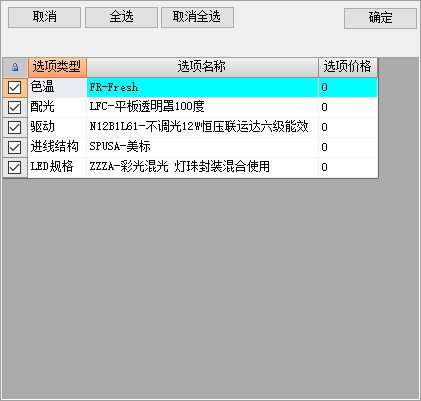 取消 全选 取消全选 确定
选项类型 选项名称 选项价格
色温 FR-Fresh 0
配光 LFC-平板透明罩100度 0
驱动 N12B1L61-不调光12W恒压联运达六级能效 0
进线结构 SPUSA-美标 0
LED规格 ZZZA-彩光混光 灯珠封装混合使用 0